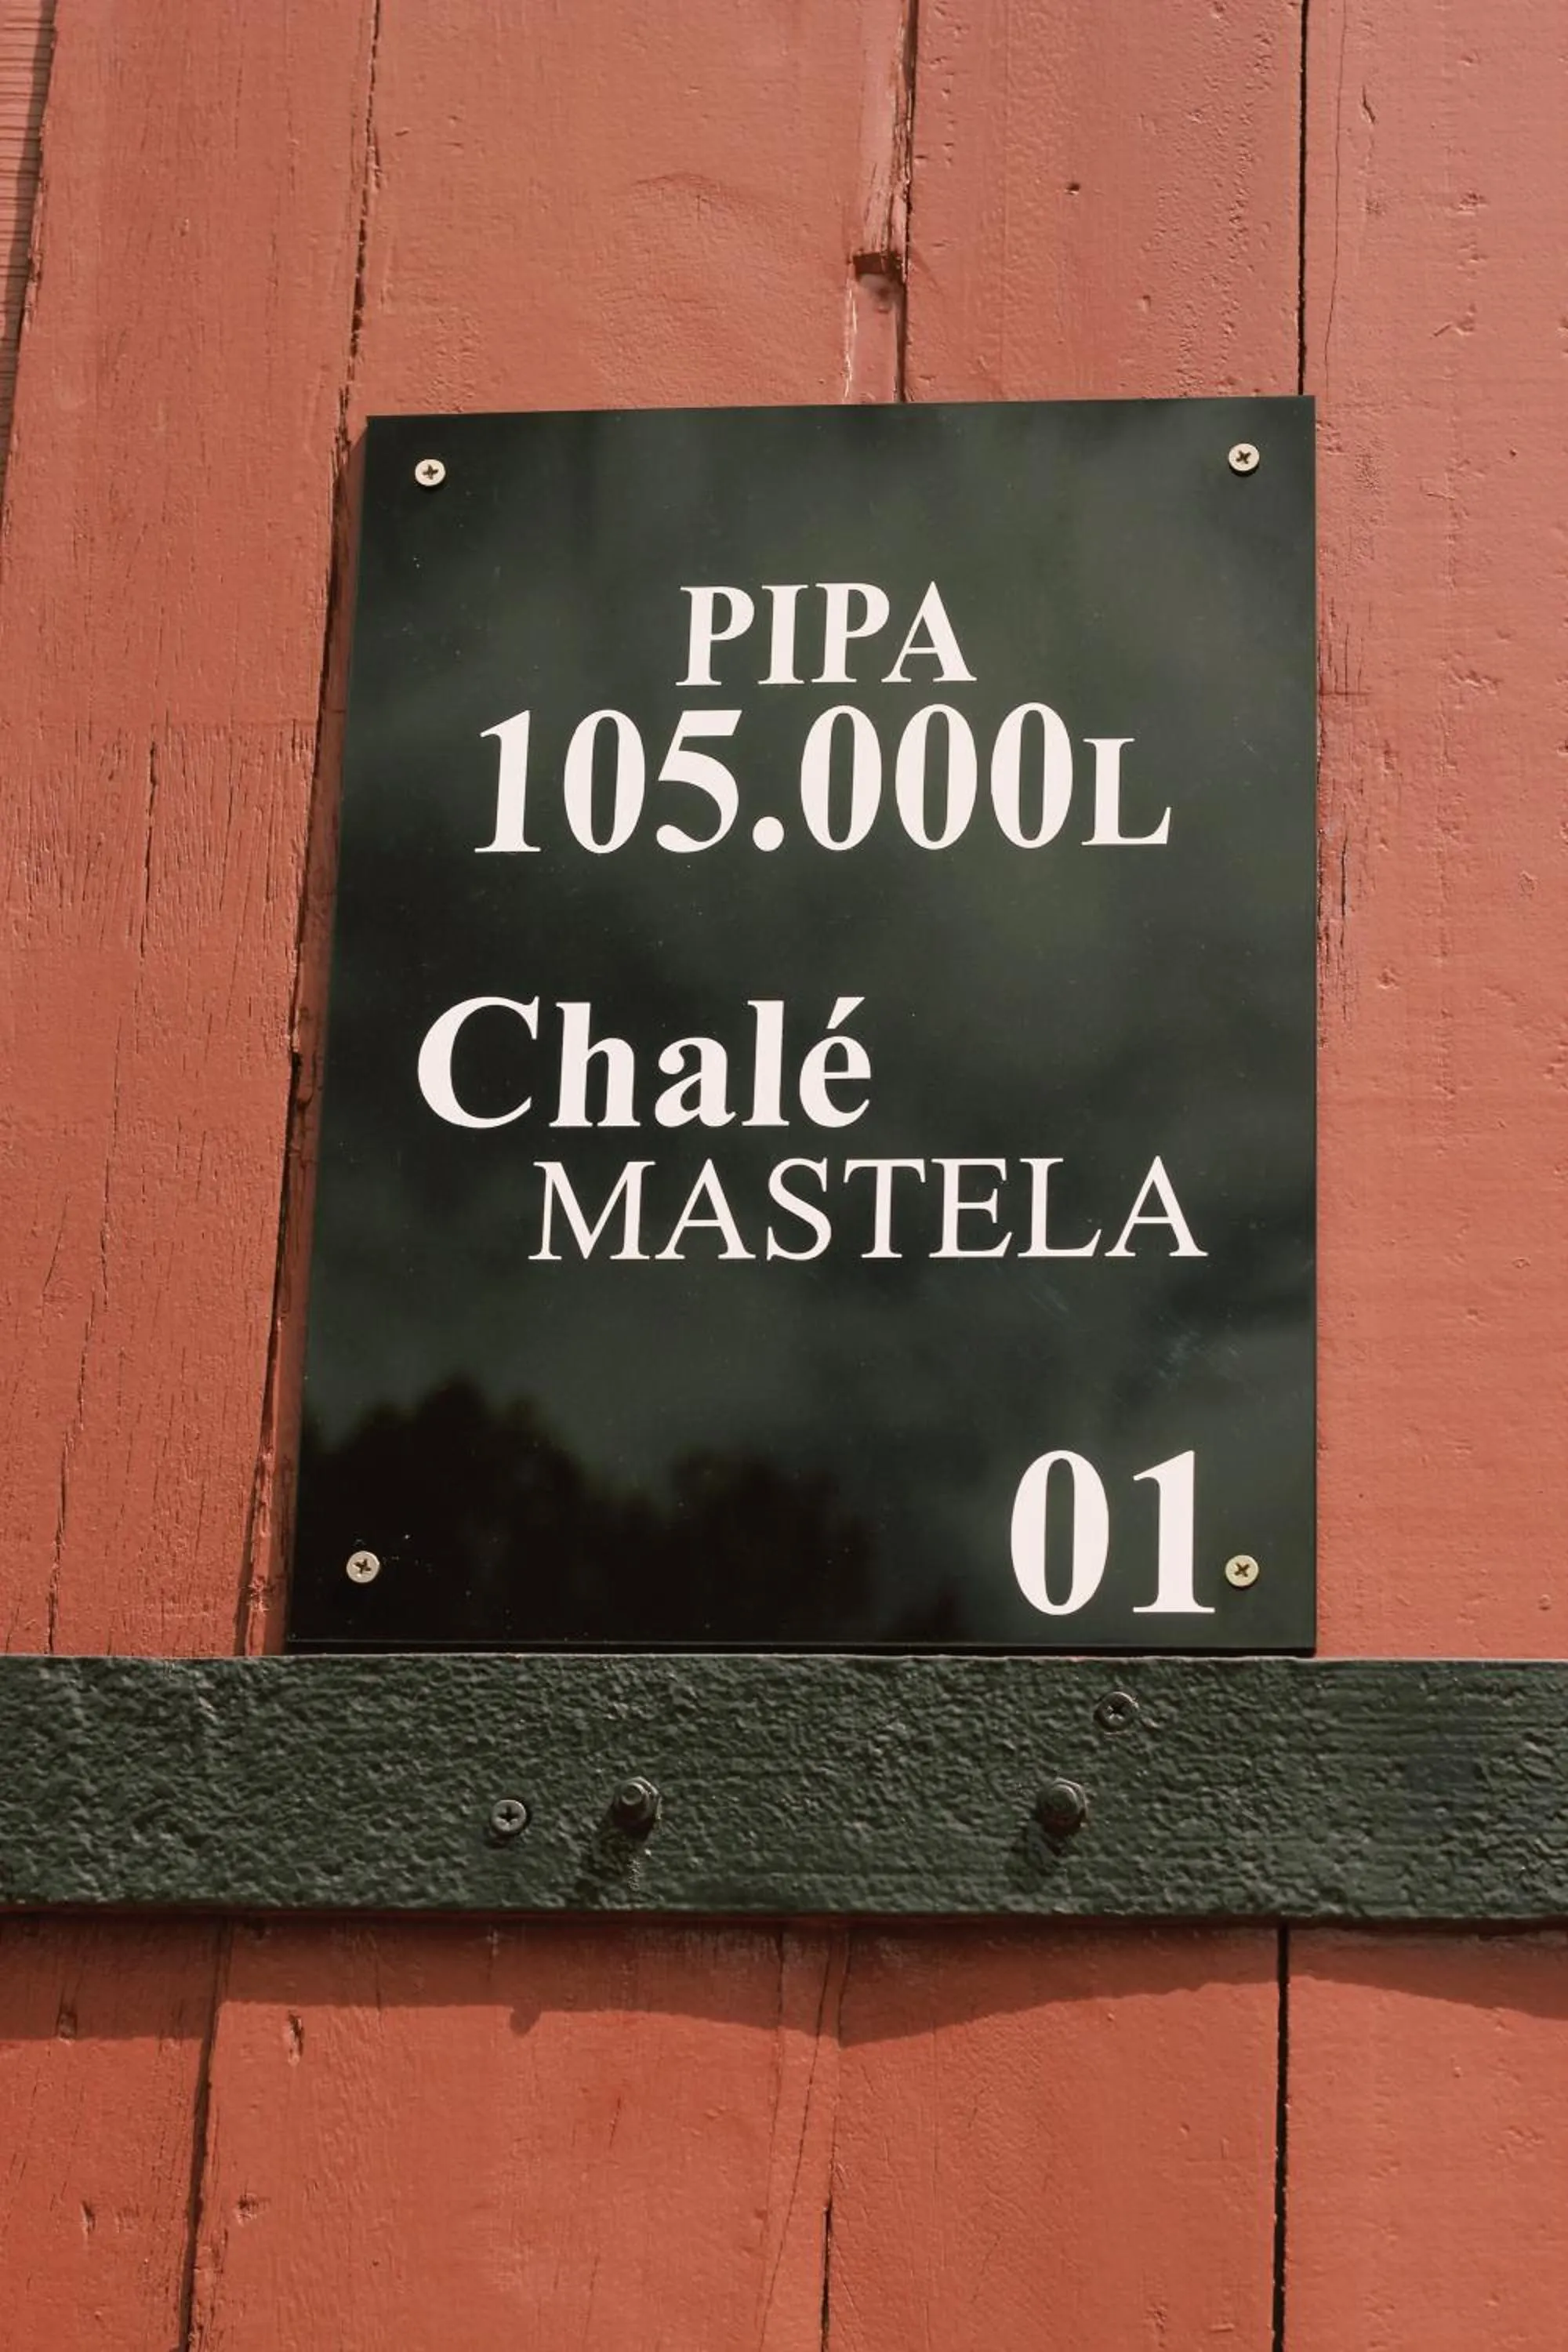 PIPA
105.000L
Chalé
MASTELA
01